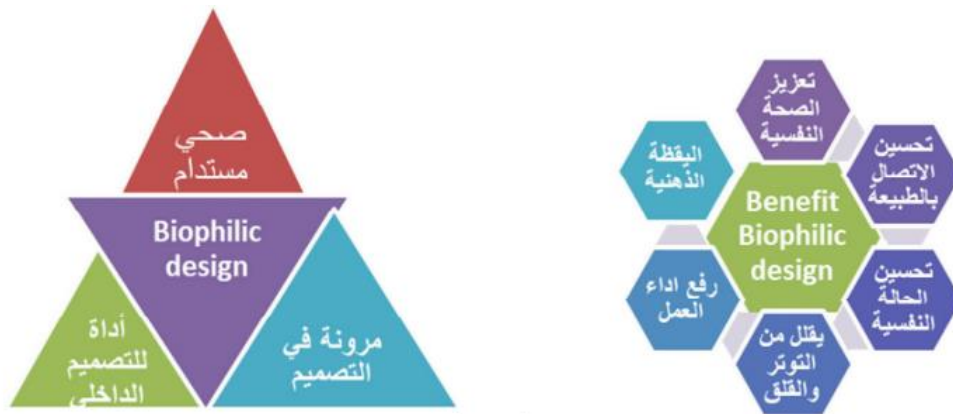 صحي
مستدام
Biophilic
design
أداة
للتصميم
الداخلي
مرونة في
التصميم
تعزيز
الصحة
النفسية
تحسين
الاتصال
بالطبيعة
تحسين
الحالة
النفسية
يقلل من
التوتر
والقلق
رفع اداء
العمل
اليقظة
الذهنية
Benefit
Biophilic
design